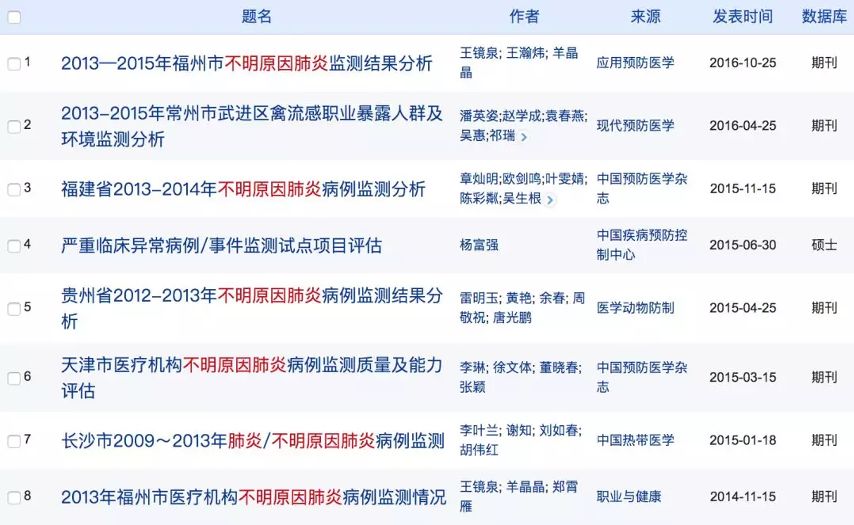 题名 作者 来源 发表时间 数据库
1 2013—2015年福州市不明原因肺炎监测结果分析 王镜泉; 王瀚炜; 羊晶晶 应用预防医学 2016-10-25 期刊
2 2013-2015年常州市武进区禽流感职业暴露人群及环境监测分析 潘英姿;赵学成;袁春燕;吴惠;祁瑞 现代预防医学 2016-04-25 期刊
3 福建省2013-2014年不明原因肺炎病例监测分析 章灿明;欧剑鸣;叶雯婧;陈彩粼;吴生根 中国预防医学杂志 2015-11-15 期刊
4 严重临床异常病例/事件监测试点项目评估 杨富强 中国疾病预防控制中心 2015-06-30 硕士
5 贵州省2012-2013年不明原因肺炎病例监测结果分析 雷明玉; 黄艳; 余春; 周敬祝; 唐光鹏 医学动物防制 2015-04-25 期刊
6 天津市医疗机构不明原因肺炎病例监测质量及能力评估 李琳; 徐文体; 董晓春; 张颖 中国预防医学杂志 2015-03-15 期刊
7 长沙市2009～2013年肺炎/不明原因肺炎病例监测 李叶兰; 谢知; 刘如春; 胡伟红 中国热带医学 2015-01-18 期刊
8 2013年福州市医疗机构不明原因肺炎病例监测情况 王镜泉; 羊晶晶; 郑霄雁 职业与健康 2014-11-15 期刊